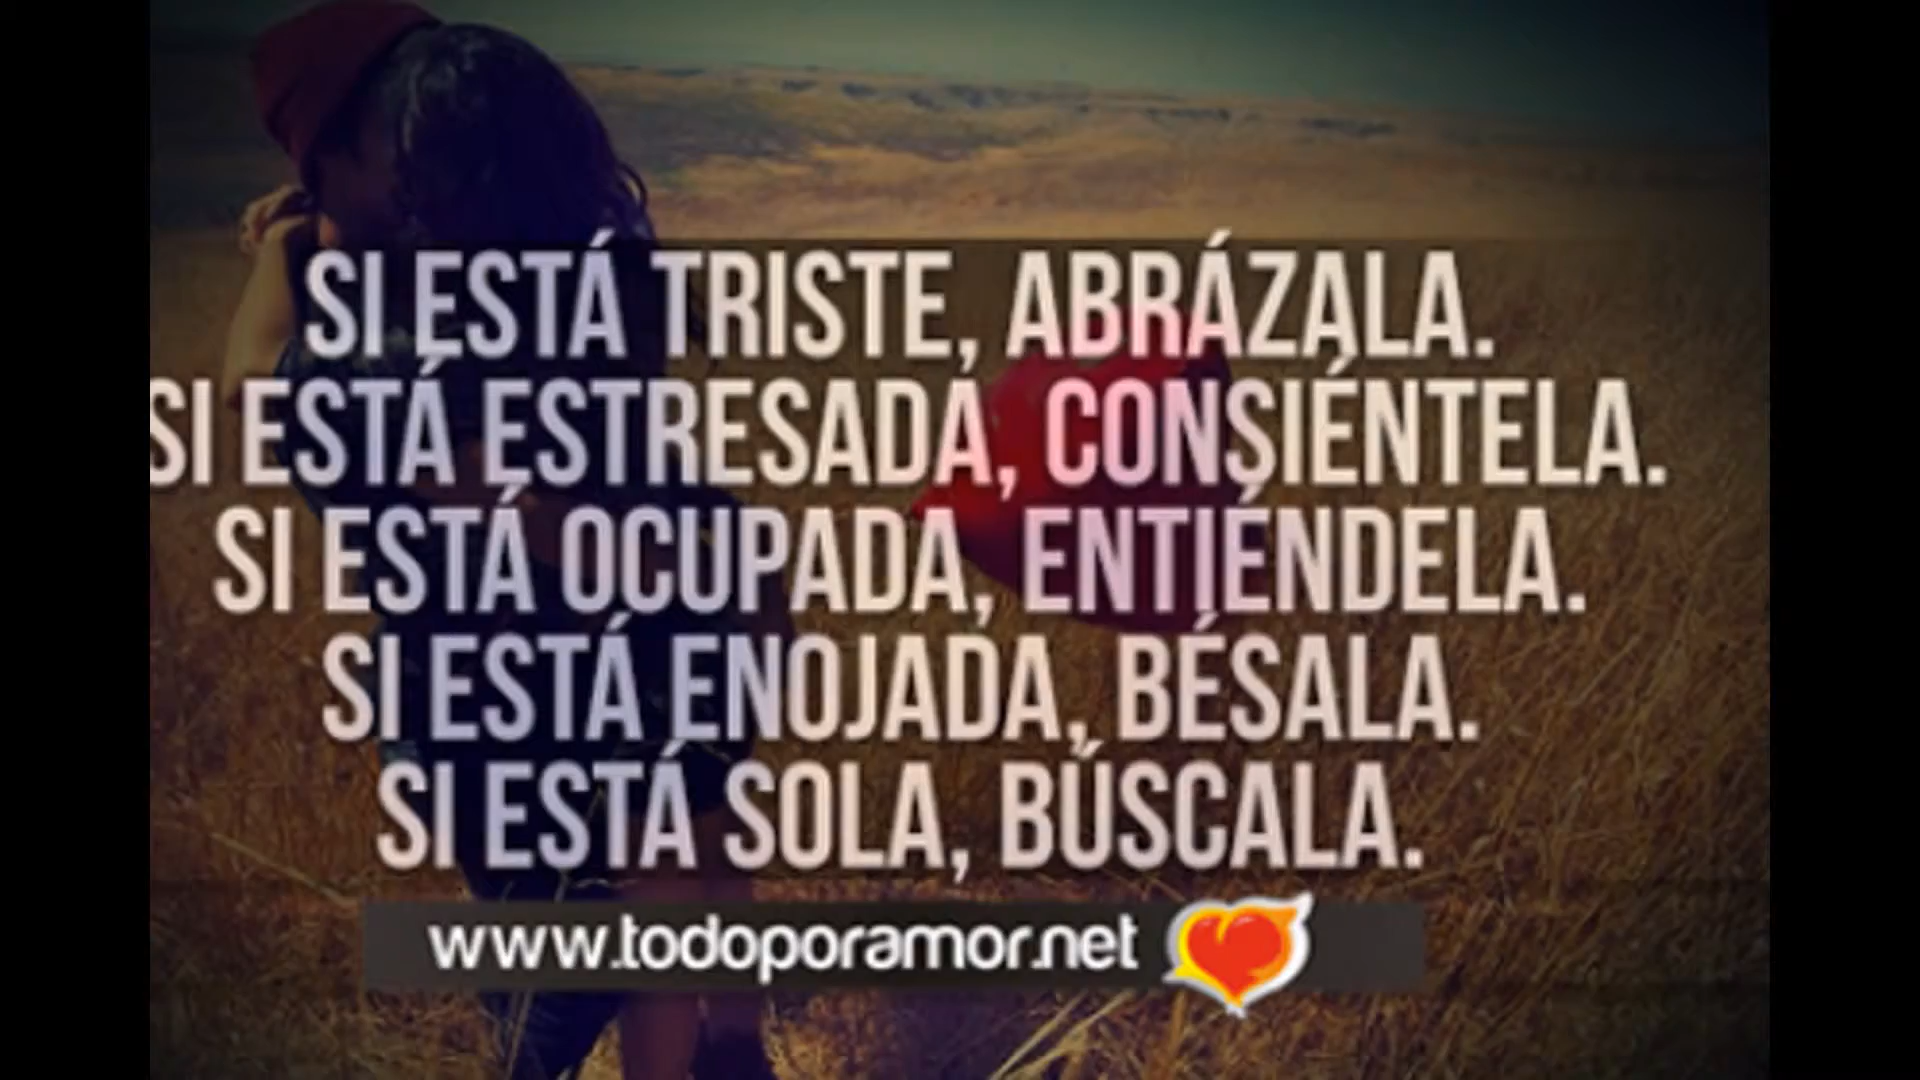 SI ESTÁ TRISTE, ABRÁZALA.
SI ESTÁ ESTRESADA, CONSIÉNTELA.
SI ESTÁ OCUPADA, ENTIÉNDELA.
SI ESTÁ ENOJADA, BÉSALA.
SI ESTÁ SOLA, BÚSCALA.
www.todoporamor.net